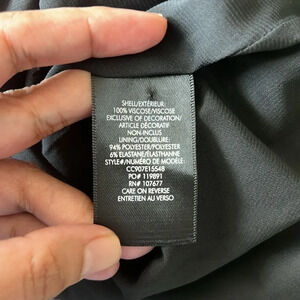 SHELL/EXTÉRIEUR:
100% VISCOSE/VISCOSE
EXCLUSIVE OF DECORATION/
ARTICLE DÉCORATIF
NON-INCLUS
LINING/DOUBLURE:
94% POLYESTER/POLYESTER
6% ELASTANE/ÉLASTHANNE
STYLE#/NUMÉRO DE MODÈLE:
CC907E15548
PO# 119891
RN# 107677
CARE ON REVERSE
ENTRETIEN AU VERSO